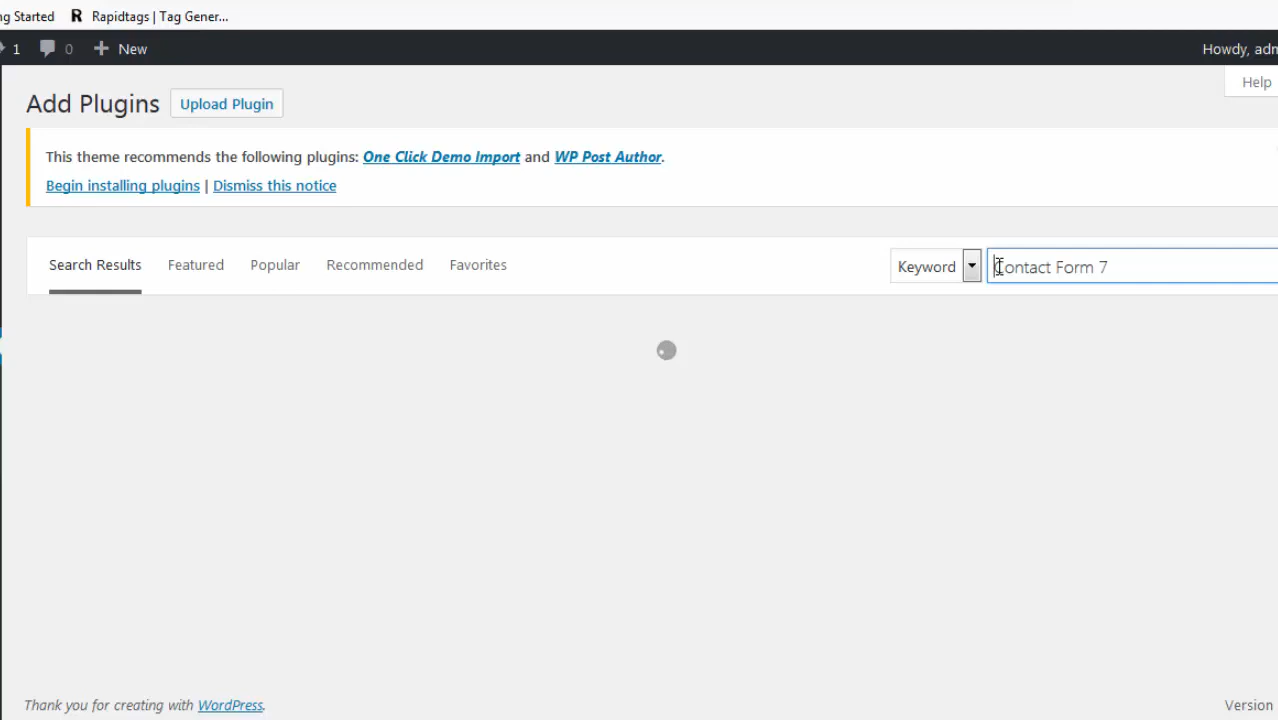 ng Started Rapidtags | Tag Gener...
1 0 New Howdy, adm
Help
Add Plugins Upload Plugin
This theme recommends the following plugins: One Click Demo Import and WP Post Author.
Begin installing plugins | Dismiss this notice
Search Results Featured Popular Recommended Favorites Keyword Contact Form 7
Thank you for creating with WordPress. Version